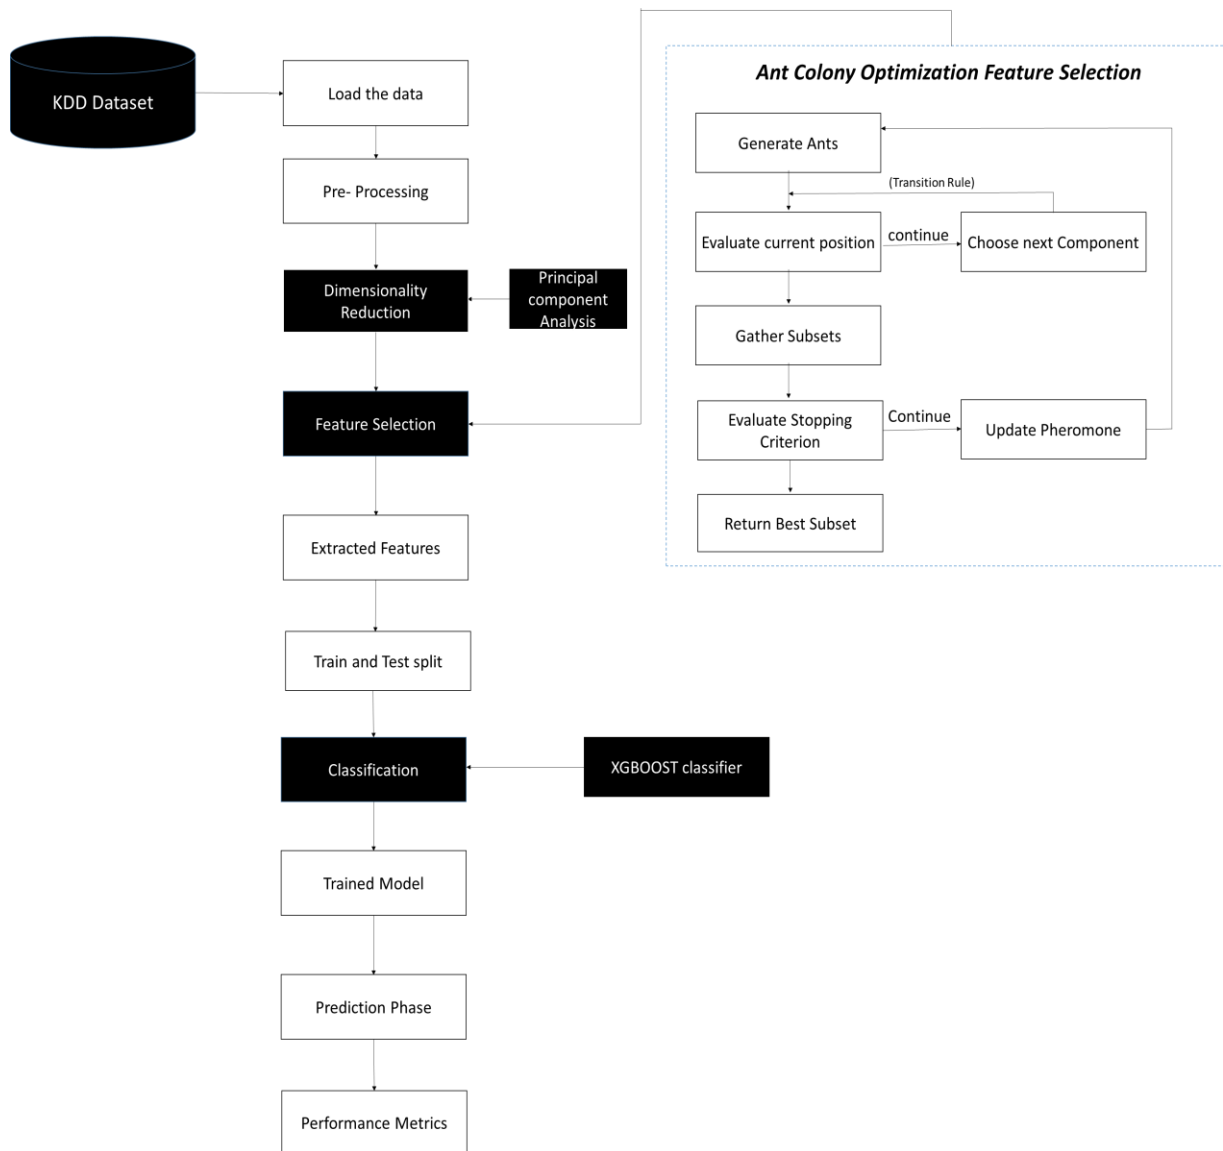 KDD Dataset
Load the data
Pre- Processing
Dimensionality
Reduction
Principal
component
Analysis
Feature Selection
Extracted Features
Train and Test split
Classification
XGBOOST classifier
Trained Model
Prediction Phase
Performance Metrics
Ant Colony Optimization Feature Selection
Generate Ants
(Transition Rule)
Evaluate current position
continue
Choose next Component
Gather Subsets
Evaluate Stopping
Criterion
Continue
Update Pheromone
Return Best Subset